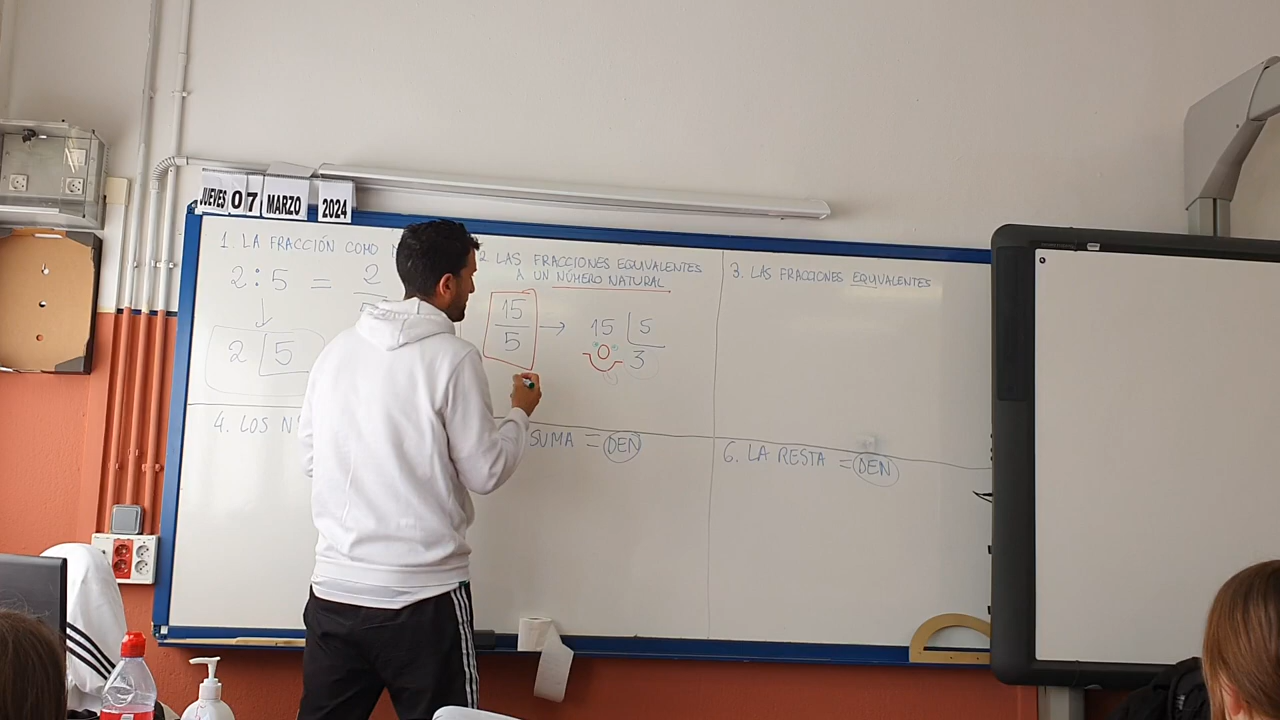 JUEVES 07 MARZO 2024
1. LA FRACCIÓN COMO
2:5 = 2
2 5
2 LAS FRACCIONES EQUIVALENTES
A UN NÚMERO NATURAL
15
5
→ 15 5
0 3
3. LAS FRACCIONES EQUIVALENTES
4. LOS
SUMA = DEN
6. LA RESTA = DEN